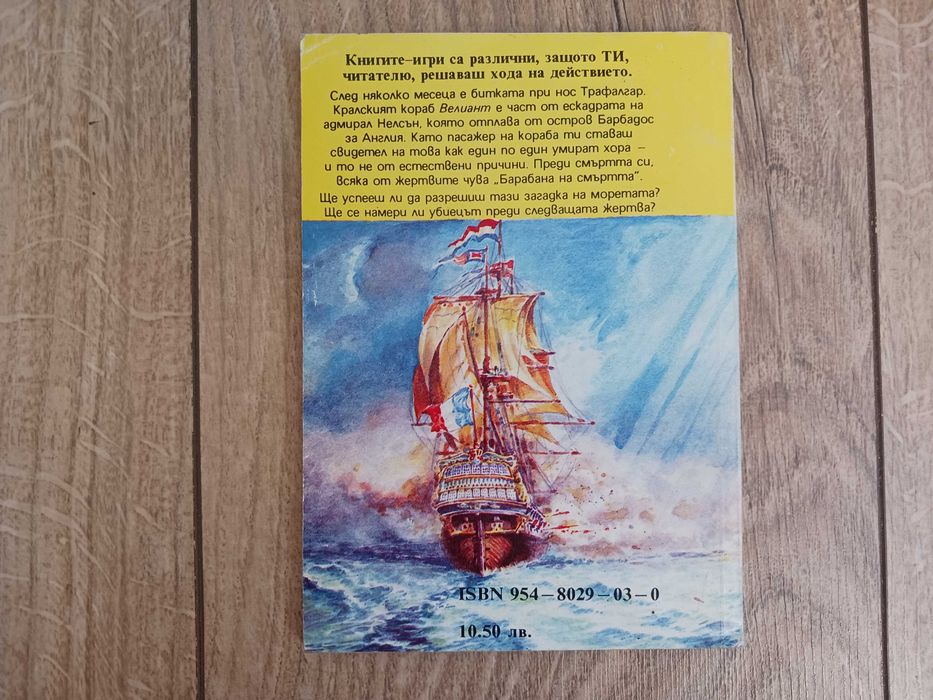 Книгите–игри са различни, защото ТИ,
читателю, решаваш хода на действието.
След няколко месеца е битката при нос Трафалгар.
Кралският кораб Велиант е част от ескадрата на
адмирал Нелсън, която отплава от остров Барбадос
за Англия. Като пасажер на кораба ти ставаш
свидетел на това как един по един умират хора –
и то не от естествени причини. Преди смъртта си,
всяка от жертвите чува „Барабана на смъртта“.
Ще успееш ли да разрешиш тази загадка на моретата?
Ще се намери ли убиецът преди следващата жертва?
ISBN 954–8029–03–0
10.50 лв.